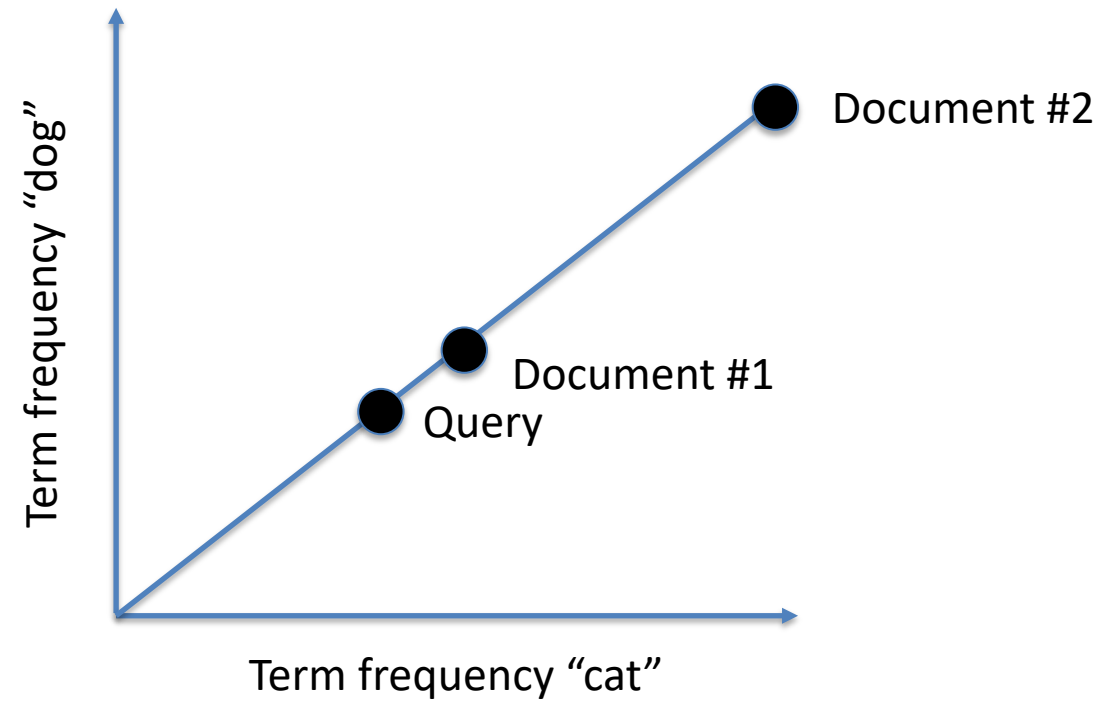 Term frequency “dog”
Document #2
Document #1
Query
Term frequency “cat”